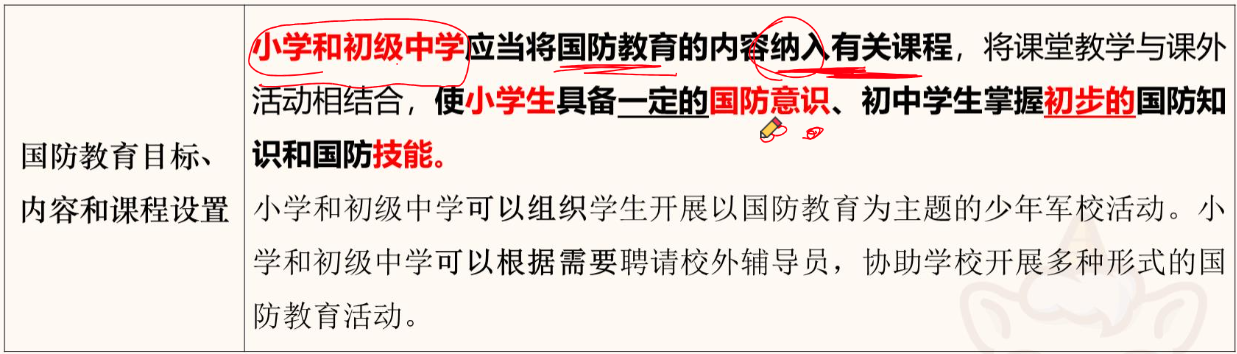 国防教育目标、
内容和课程设置
小学和初级中学应当将国防教育的内容纳入有关课程，将课堂教学与课外
活动相结合，使小学生具备一定的国防意识、初中学生掌握初步的国防知
识和国防技能。
小学和初级中学可以组织学生开展以国防教育为主题的少年军校活动。小
学和初级中学可以根据需要聘请校外辅导员，协助学校开展多种形式的国
防教育活动。